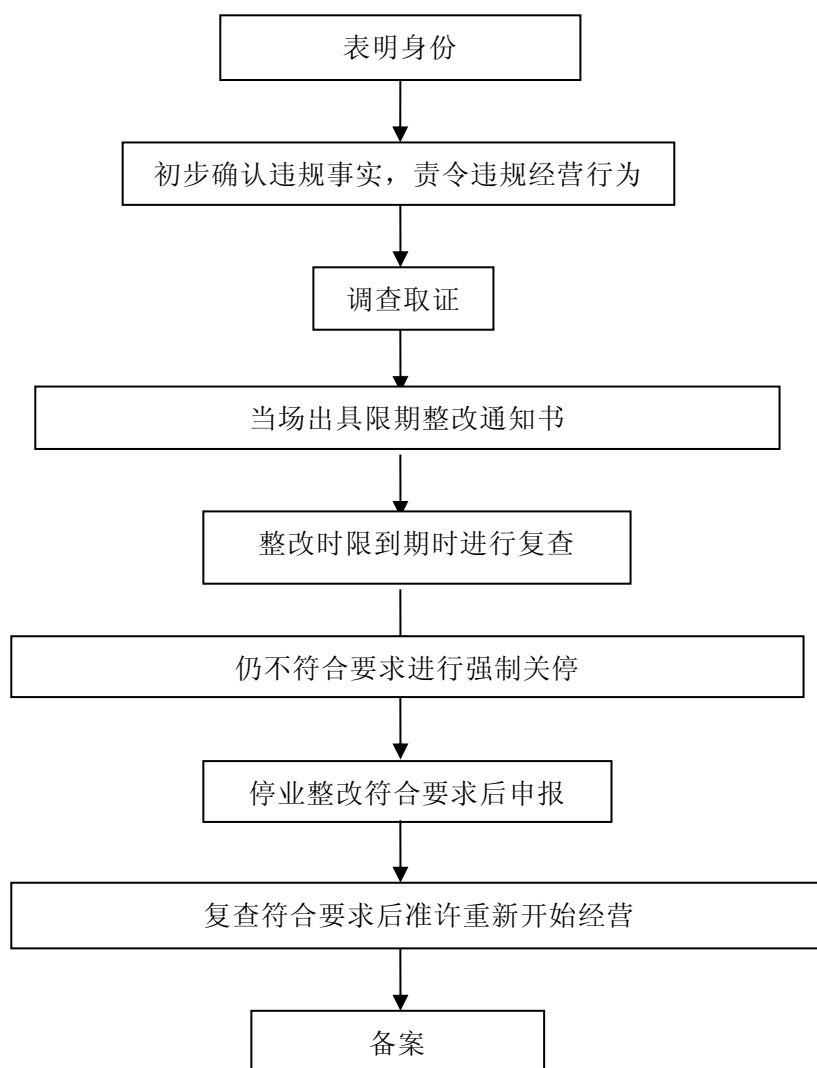 表明身份
初步确认违规事实，责令违规经营行为
调查取证
当场出具限期整改通知书
整改时限到期时进行复查
仍不符合要求进行强制关停
停业整改符合要求后申报
复查符合要求后准许重新开始经营
备案